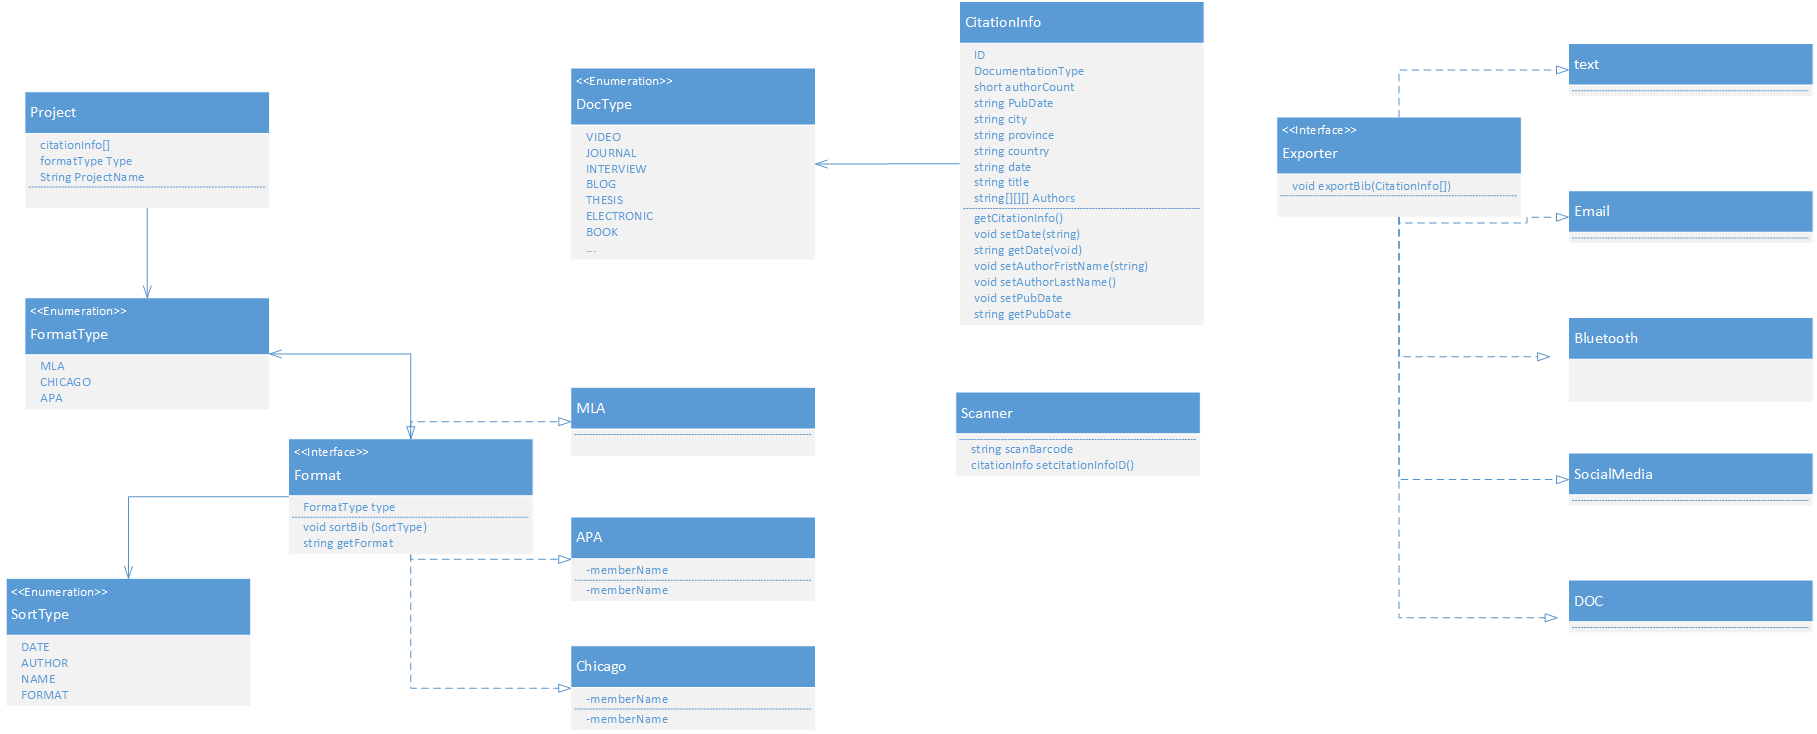 Project
citationInfo[]
formatType Type
String ProjectName
<<Enumeration>>
FormatType
MLA
CHICAGO
APA
<<Interface>>
Format
FormatType type
void sortBib (SortType)
string getFormat
<<Enumeration>>
SortType
DATE
AUTHOR
NAME
FORMAT
<<Enumeration>>
DocType
VIDEO
JOURNAL
INTERVIEW
BLOG
THESIS
ELECTRONIC
BOOK
...
MLA
APA
-memberName
-memberName
Chicago
-memberName
-memberName
CitationInfo
ID
DocumentationType
short authorCount
string PubDate
string city
string province
string country
string date
string title
string[][][] Authors
getCitationInfo()
void setDate(string)
string getDate(void)
void setAuthorFristName(string)
void setAuthorLastName()
void setPubDate
string getPubDate
Scanner
string scanBarcode
citationInfo setcitationInfoID()
<<Interface>>
Exporter
void exportBib(CitationInfo[])
text
Email
Bluetooth
SocialMedia
DOC